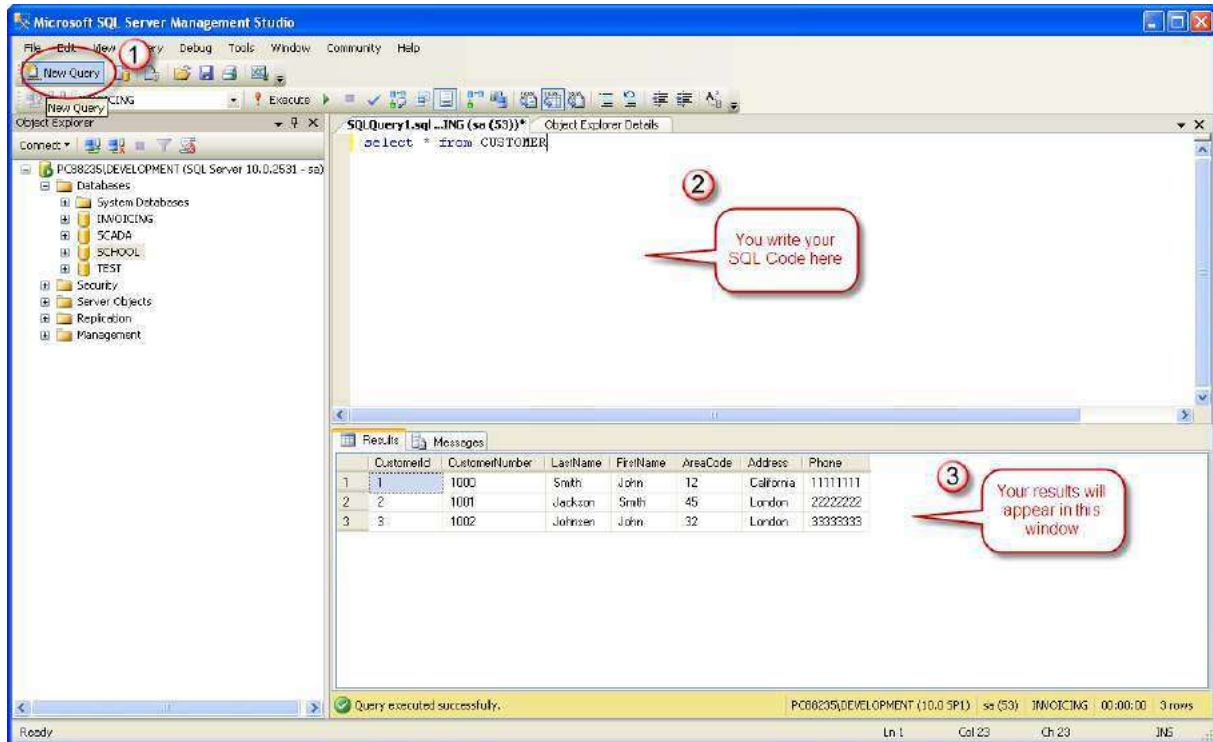 Microsoft SQL Server Management Studio
File Edit View Debug Tools Window Community Help
1
New Query
Execute
New Query
Object Explorer
SQLQuery1.sql ...ING (sa (53))* Object Explorer Details
Connect
select * from CUSTOMER
PC88235\DEVELOPMENT (SQL Server 10.0.2531 - sa)
Databases
System Databases
INVOICING
SCADA
SCHOOL
TEST
Security
Server Objects
Replication
Management
2
You write your
SQL Code here
Results Messages
CustomerId CustomerNumber LastName FirstName AreaCode Address Phone
1 1 1000 Smith John 12 California 11111111
2 2 1001 Jackson Smith 45 London 22222222
3 3 1002 Johnsen John 32 London 33333333
3
Your results will
appear in this
window
Query executed successfully. PC88235\DEVELOPMENT (10.0 SP1) sa (53) INVOICING 00:00:00 3 rows
Ready Ln 1 Col 23 Ch 23 INS